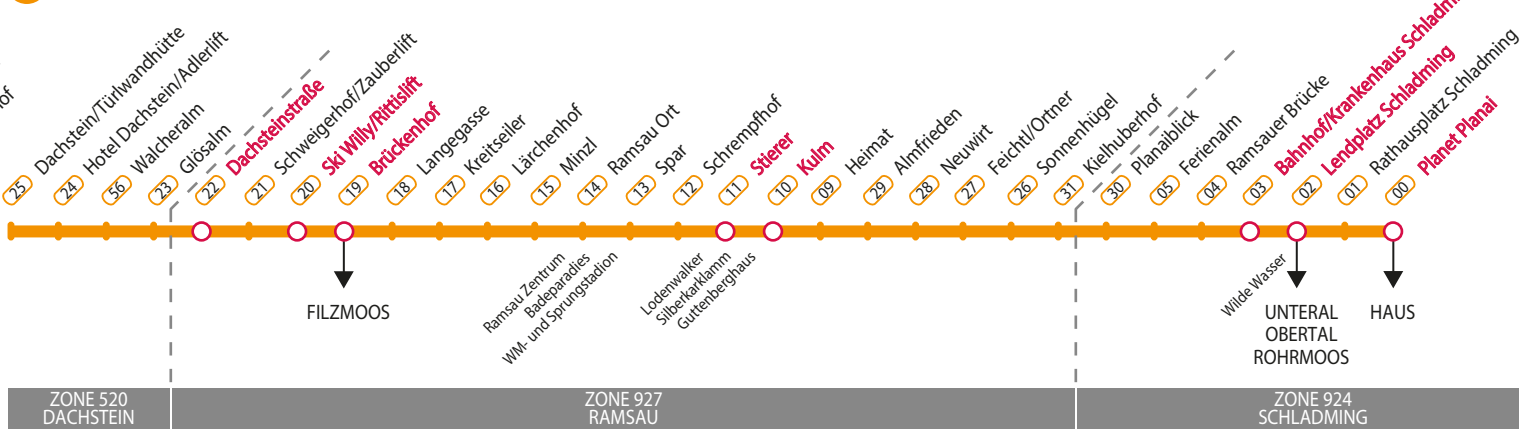 of
25 Dachstein/Türlwandhütte
24 Hotel Dachstein/Adlerlift
56 Walcheralm
23 Glösalm
22 Dachsteinstraße
21 Schweigerhof/Zauberlift
20 Ski Willy/Rittislift
19 Brückenhof
18 Langegasse
17 Kreitseiler
16 Lärchenhof
15 Minzl
14 Ramsau Ort
13 Spar
12 Schrempfhof
11 Stierer
10 Kulm
09 Heimat
29 Almfrieden
28 Neuwirt
27 Feichtl/Ortner
26 Sonnenhügel
31 Kielhuberhof
30 Planaiblick
05 Ferienalm
04 Ramsauer Brücke
03 Bahnhof/Krankenhaus Schladmi
02 Lendplatz Schladming
01 Rathausplatz Schladming
00 Planet Planai
FILZMOOS
Ramsau Zentrum
Badeparadies
WM- und Sprungstadion
Lodenwalker
Silberkarklamm
Guttenberghaus
Wilde Wasser
UNTERAL
OBERTAL
ROHRMOOS
HAUS
ZONE 520
DACHSTEIN
ZONE 927
RAMSAU
ZONE 924
SCHLADMING